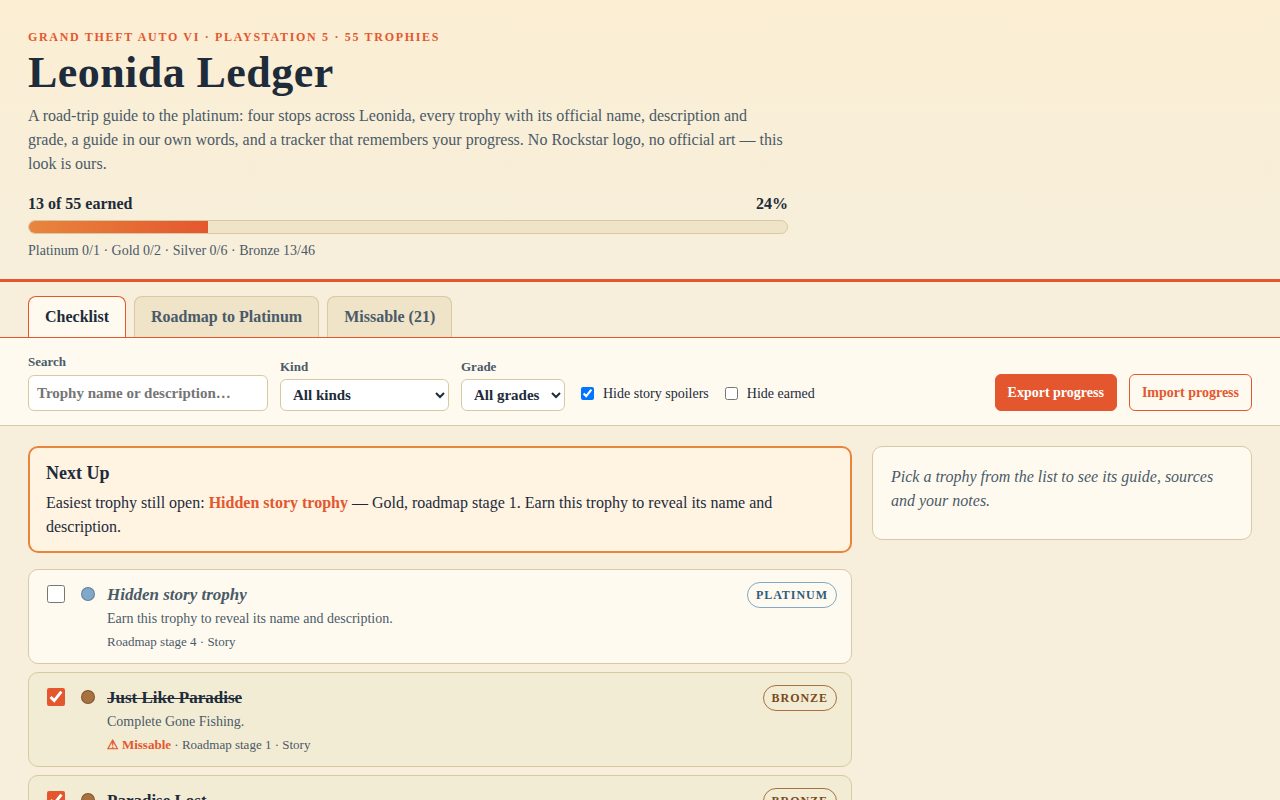 GRAND THEFT AUTO VI · PLAYSTATION 5 · 55 TROPHIES
Leonida Ledger
A road-trip guide to the platinum: four stops across Leonida, every trophy with its official name, description and
grade, a guide in our own words, and a tracker that remembers your progress. No Rockstar logo, no official art — this
look is ours.
13 of 55 earned 24%
Platinum 0/1 · Gold 0/2 · Silver 0/6 · Bronze 13/46
Checklist Roadmap to Platinum Missable (21)
Search Kind Grade
Trophy name or description… All kinds All grades Hide story spoilers Hide earned Export progress Import progress
Next Up
Easiest trophy still open: Hidden story trophy — Gold, roadmap stage 1. Earn this trophy to reveal its name and
description.
Pick a trophy from the list to see its guide, sources
and your notes.
Hidden story trophy PLATINUM
Earn this trophy to reveal its name and description.
Roadmap stage 4 · Story
Just Like Paradise BRONZE
Complete Gone Fishing.
⚠ Missable · Roadmap stage 1 · Story
Paradise Lost BRONZE